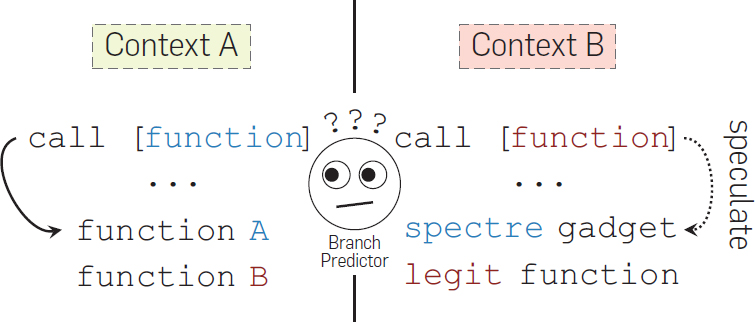 Context A
Context B
? ? ?
call [function]
call [function]
speculate
...
...
function A
spectre gadget
Branch
Predictor
function B
legit function